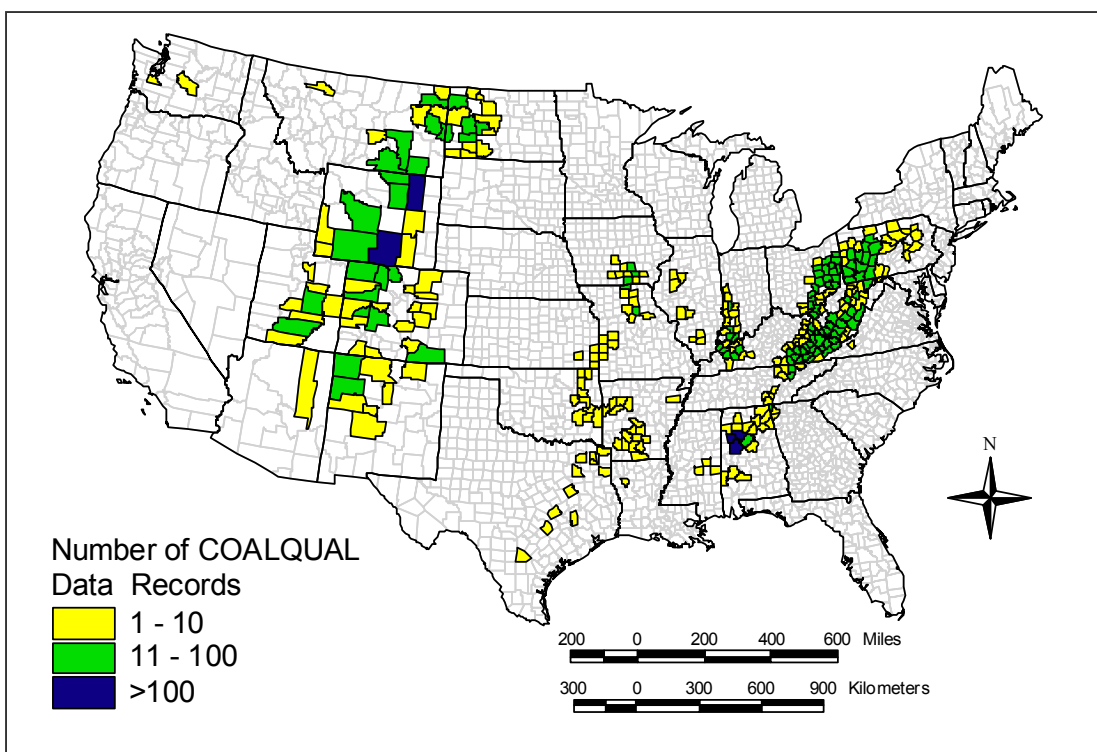 N
Number of COALQUAL
Data Records
1 - 10
11 - 100
>100
200 0 200 400 600 Miles
300 0 300 600 900 Kilometers